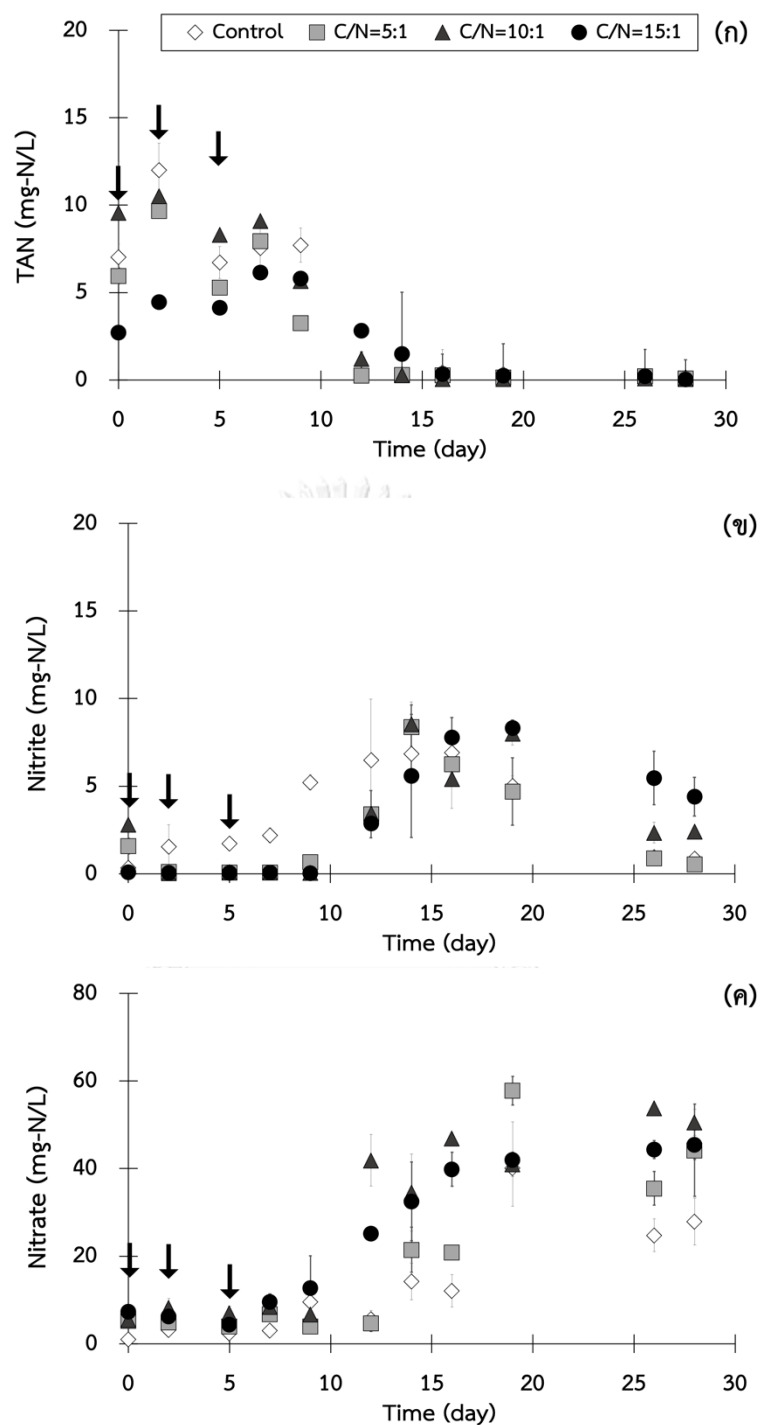 Control C/N=5:1 C/N=10:1 C/N=15:1 (ก)
20
15
10
5
0
TAN (mg-N/L)
0 5 10 15 20 25 30
Time (day)
(ข)
20
15
10
5
0
Nitrite (mg-N/L)
0 5 10 15 20 25 30
Time (day)
(ค)
80
60
40
20
0
Nitrate (mg-N/L)
0 5 10 15 20 25 30
Time (day)